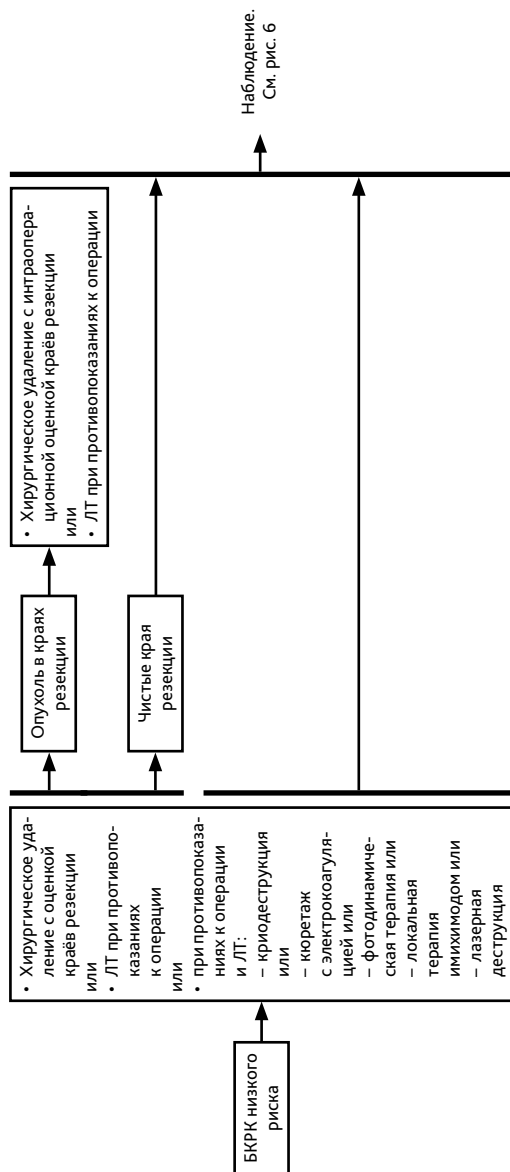 БКРК низкого
риска
• Хирургическое уда-
ление с оценкой
краёв резекции
или
• ЛТ при противопо-
казаниях
к операции
или
• при противопоказа-
ниях к операции
и ЛТ:
– криодеструкция
или
– кюретаж
с электрокоагуля-
цией или
– фотодинамиче-
ская терапия или
– локальная
терапия
имихимодом или
– лазерная
деструкция
Опухоль в краях
резекции
Чистые края
резекции
• Хирургическое удаление с интраопера-
ционной оценкой краёв резекции
или
• ЛТ при противопоказаниях к операции
Наблюдение.
См. рис. 6